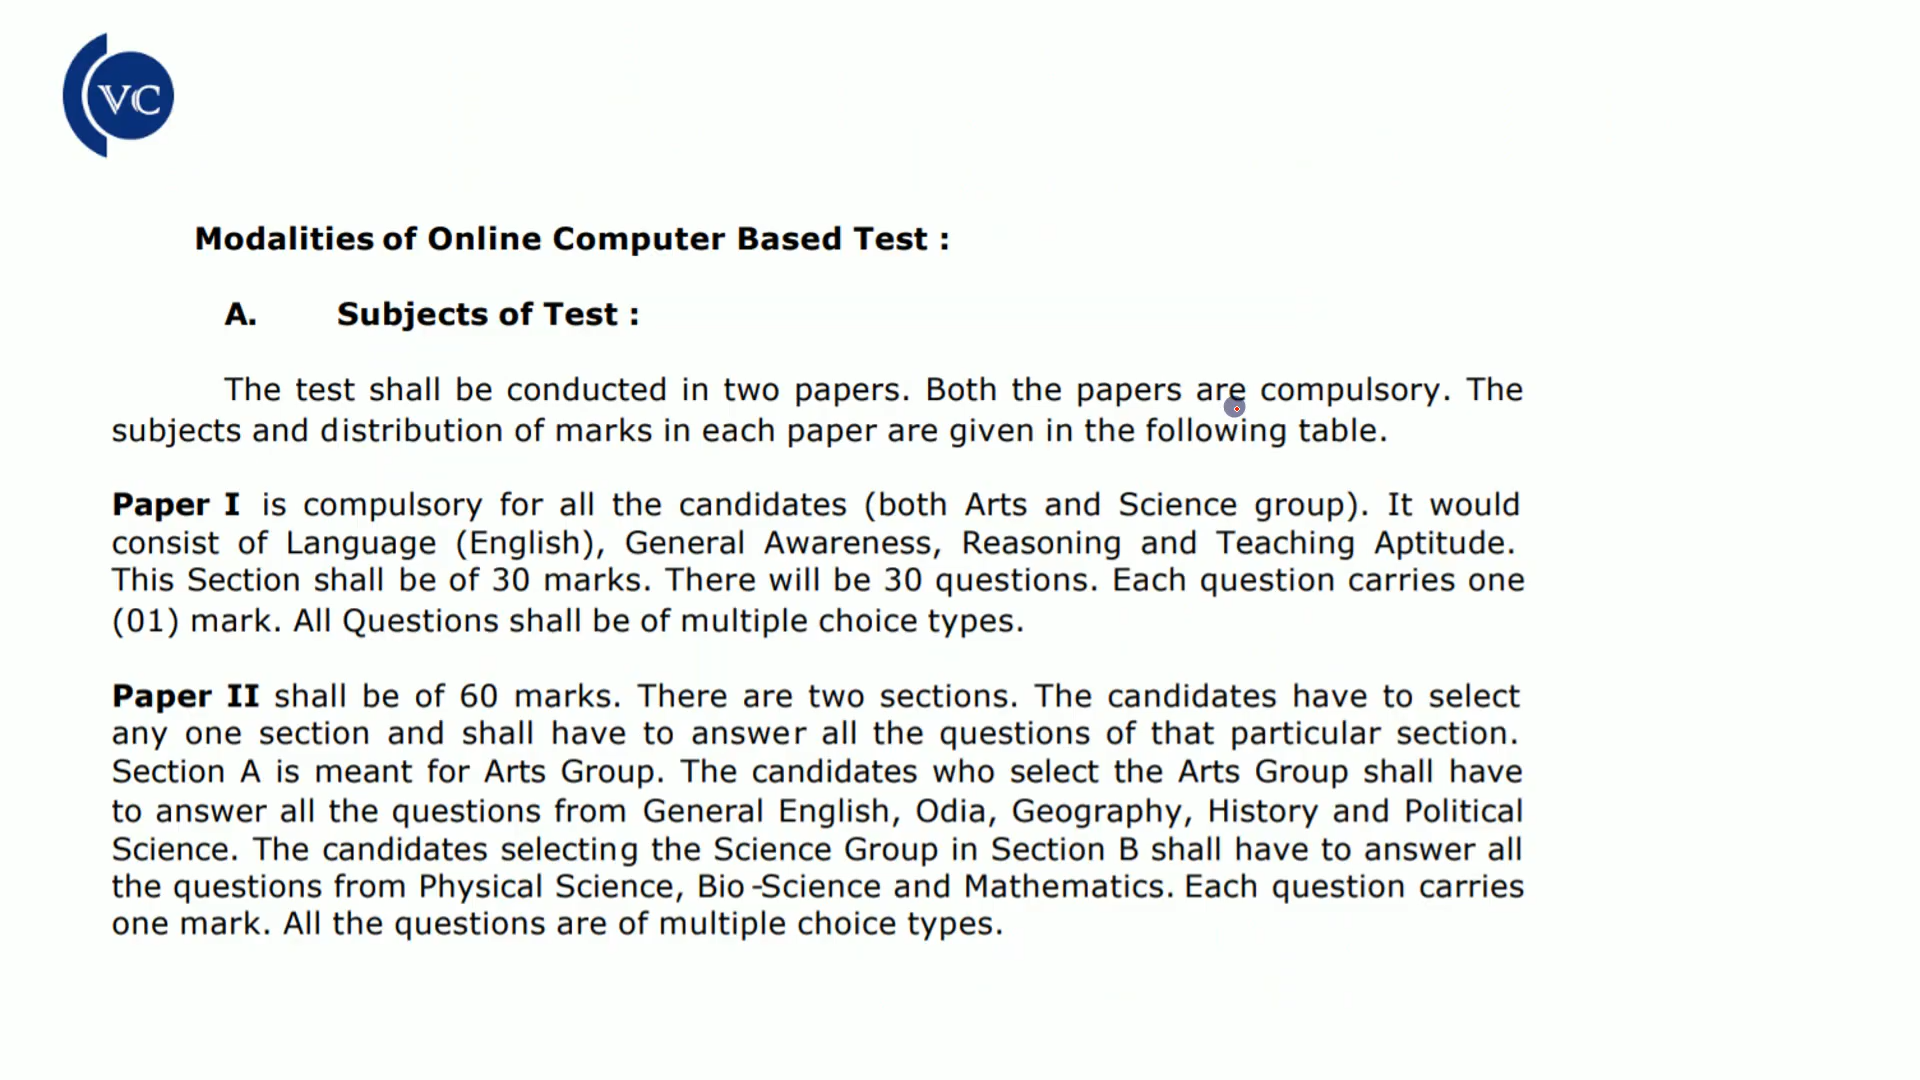 VC
Modalities of Online Computer Based Test :
A. Subjects of Test :
The test shall be conducted in two papers. Both the papers are compulsory. The
subjects and distribution of marks in each paper are given in the following table.
Paper I is compulsory for all the candidates (both Arts and Science group). It would
consist of Language (English), General Awareness, Reasoning and Teaching Aptitude.
This Section shall be of 30 marks. There will be 30 questions. Each question carries one
(01) mark. All Questions shall be of multiple choice types.
Paper II shall be of 60 marks. There are two sections. The candidates have to select
any one section and shall have to answer all the questions of that particular section.
Section A is meant for Arts Group. The candidates who select the Arts Group shall have
to answer all the questions from General English, Odia, Geography, History and Political
Science. The candidates selecting the Science Group in Section B shall have to answer all
the questions from Physical Science, Bio-Science and Mathematics. Each question carries
one mark. All the questions are of multiple choice types.